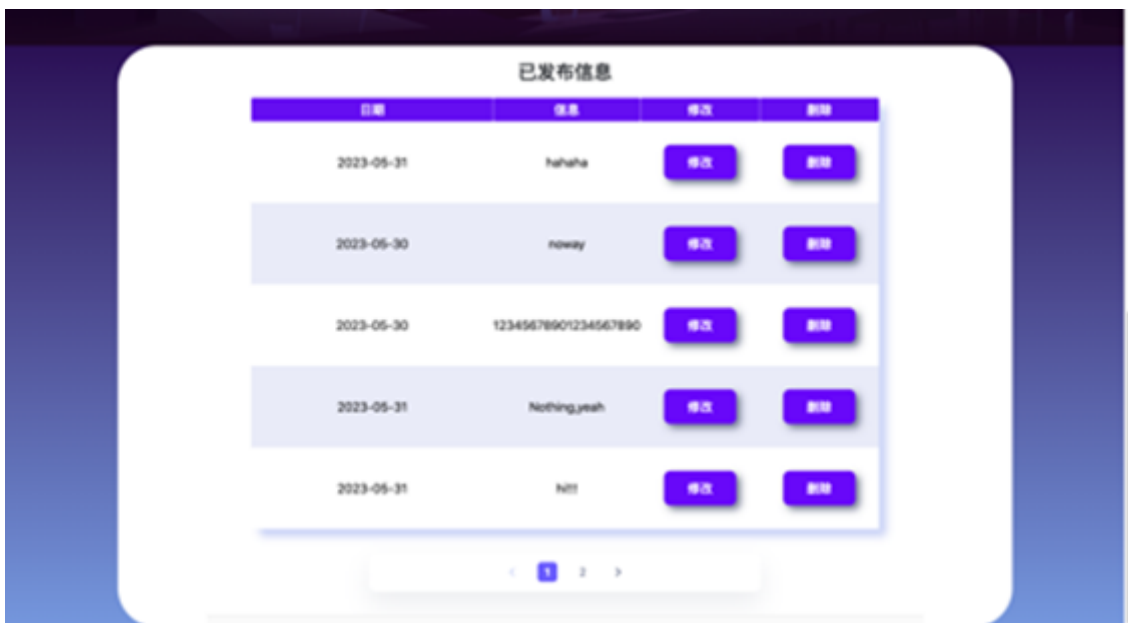 已发布信息
日期 信息 修改 删除
2023-05-31 hahaha 修改 删除
2023-05-30 noway 修改 删除
2023-05-30 12345678901234567890 修改 删除
2023-05-31 Nothing,yeah 修改 删除
2023-05-31 hi!!! 修改 删除
< 1 2 >